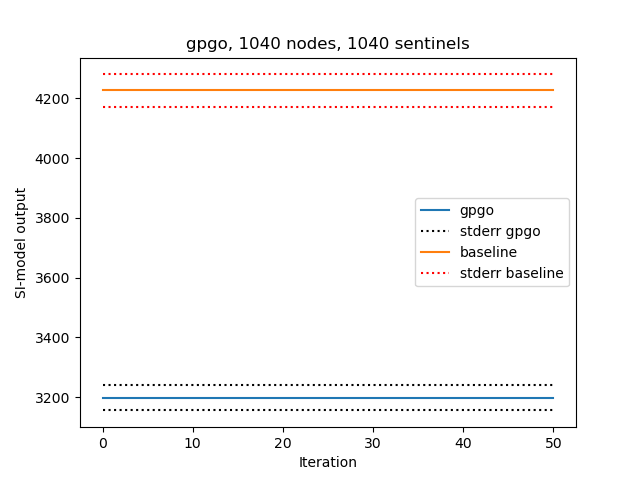 gpgo, 1040 nodes, 1040 sentinels
SI-model output
4200
4000
3800
3600
3400
3200
gpgo
stderr gpgo
baseline
stderr baseline
0 10 20 30 40 50
Iteration